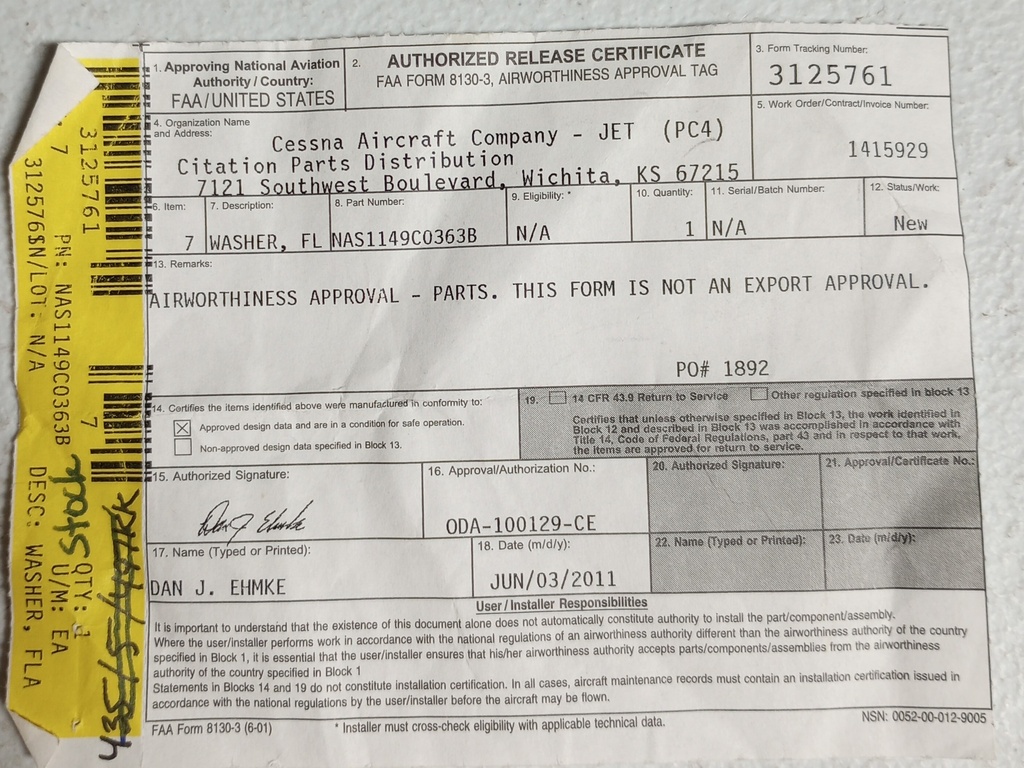 1. Approving National Aviation
Authority / Country:
FAA/UNITED STATES
2. AUTHORIZED RELEASE CERTIFICATE
FAA FORM 8130-3, AIRWORTHINESS APPROVAL TAG
3. Form Tracking Number:
3125761
4. Organization Name
and Address:
Cessna Aircraft Company - JET (PC4)
Citation Parts Distribution
7121 Southwest Boulevard, Wichita, KS 67215
5. Work Order/Contract/Invoice Number:
1415929
6. Item:
7
7. Description:
WASHER, FL
8. Part Number:
NAS1149C0363B
9. Eligibility: *
N/A
10. Quantity:
1
11. Serial/Batch Number:
N/A
12. Status/Work:
New
13. Remarks:
AIRWORTHINESS APPROVAL - PARTS. THIS FORM IS NOT AN EXPORT APPROVAL.
PO# 1892
14. Certifies the items identified above were manufactured in conformity to:
Approved design data and are in a condition for safe operation.
Non-approved design data specified in Block 13.
19. 14 CFR 43.9 Return to Service Other regulation specified in block 13
Certifies that unless otherwise specified in Block 13, the work identified in
Block 12 and described in Block 13 was accomplished in accordance with
Title 14, Code of Federal Regulations, part 43 and in respect to that work,
the items are approved for return to service.
15. Authorized Signature:
Dan J Ehmke
16. Approval/Authorization No.:
ODA-100129-CE
20. Authorized Signature:
21. Approval/Certificate No.:
17. Name (Typed or Printed):
DAN J. EHMKE
18. Date (m/d/y):
JUN/03/2011
22. Name (Typed or Printed):
23. Date (m/d/y):
User / Installer Responsibilities
It is important to understand that the existence of this document alone does not automatically constitute authority to install the part/component/assembly.
Where the user/installer performs work in accordance with the national regulations of an airworthiness authority different than the airworthiness authority of the country
specified in Block 1, it is essential that the user/installer ensures that his/her airworthiness authority accepts parts/components/assemblies from the airworthiness
authority of the country specified in Block 1
Statements in Blocks 14 and 19 do not constitute installation certification. In all cases, aircraft maintenance records must contain an installation certification issued in
accordance with the national regulations by the user/installer before the aircraft may be flown.
FAA Form 8130-3 (6-01)
* Installer must cross-check eligibility with applicable technical data.
NSN: 0052-00-012-9005
3125761
7
7
PN: NAS1149C0363B
QTY: 1
U/M: EA
SN/LOT: N/A
DESC: WASHER, FLA
Stock